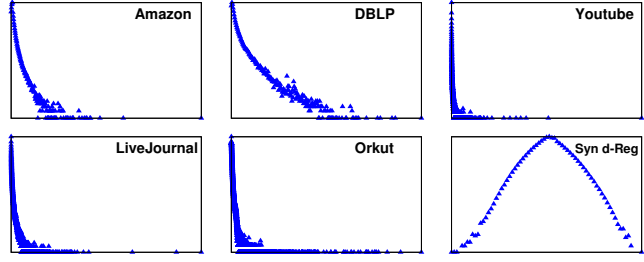 Amazon
DBLP
Youtube
LiveJournal
Orkut
Syn d-Reg